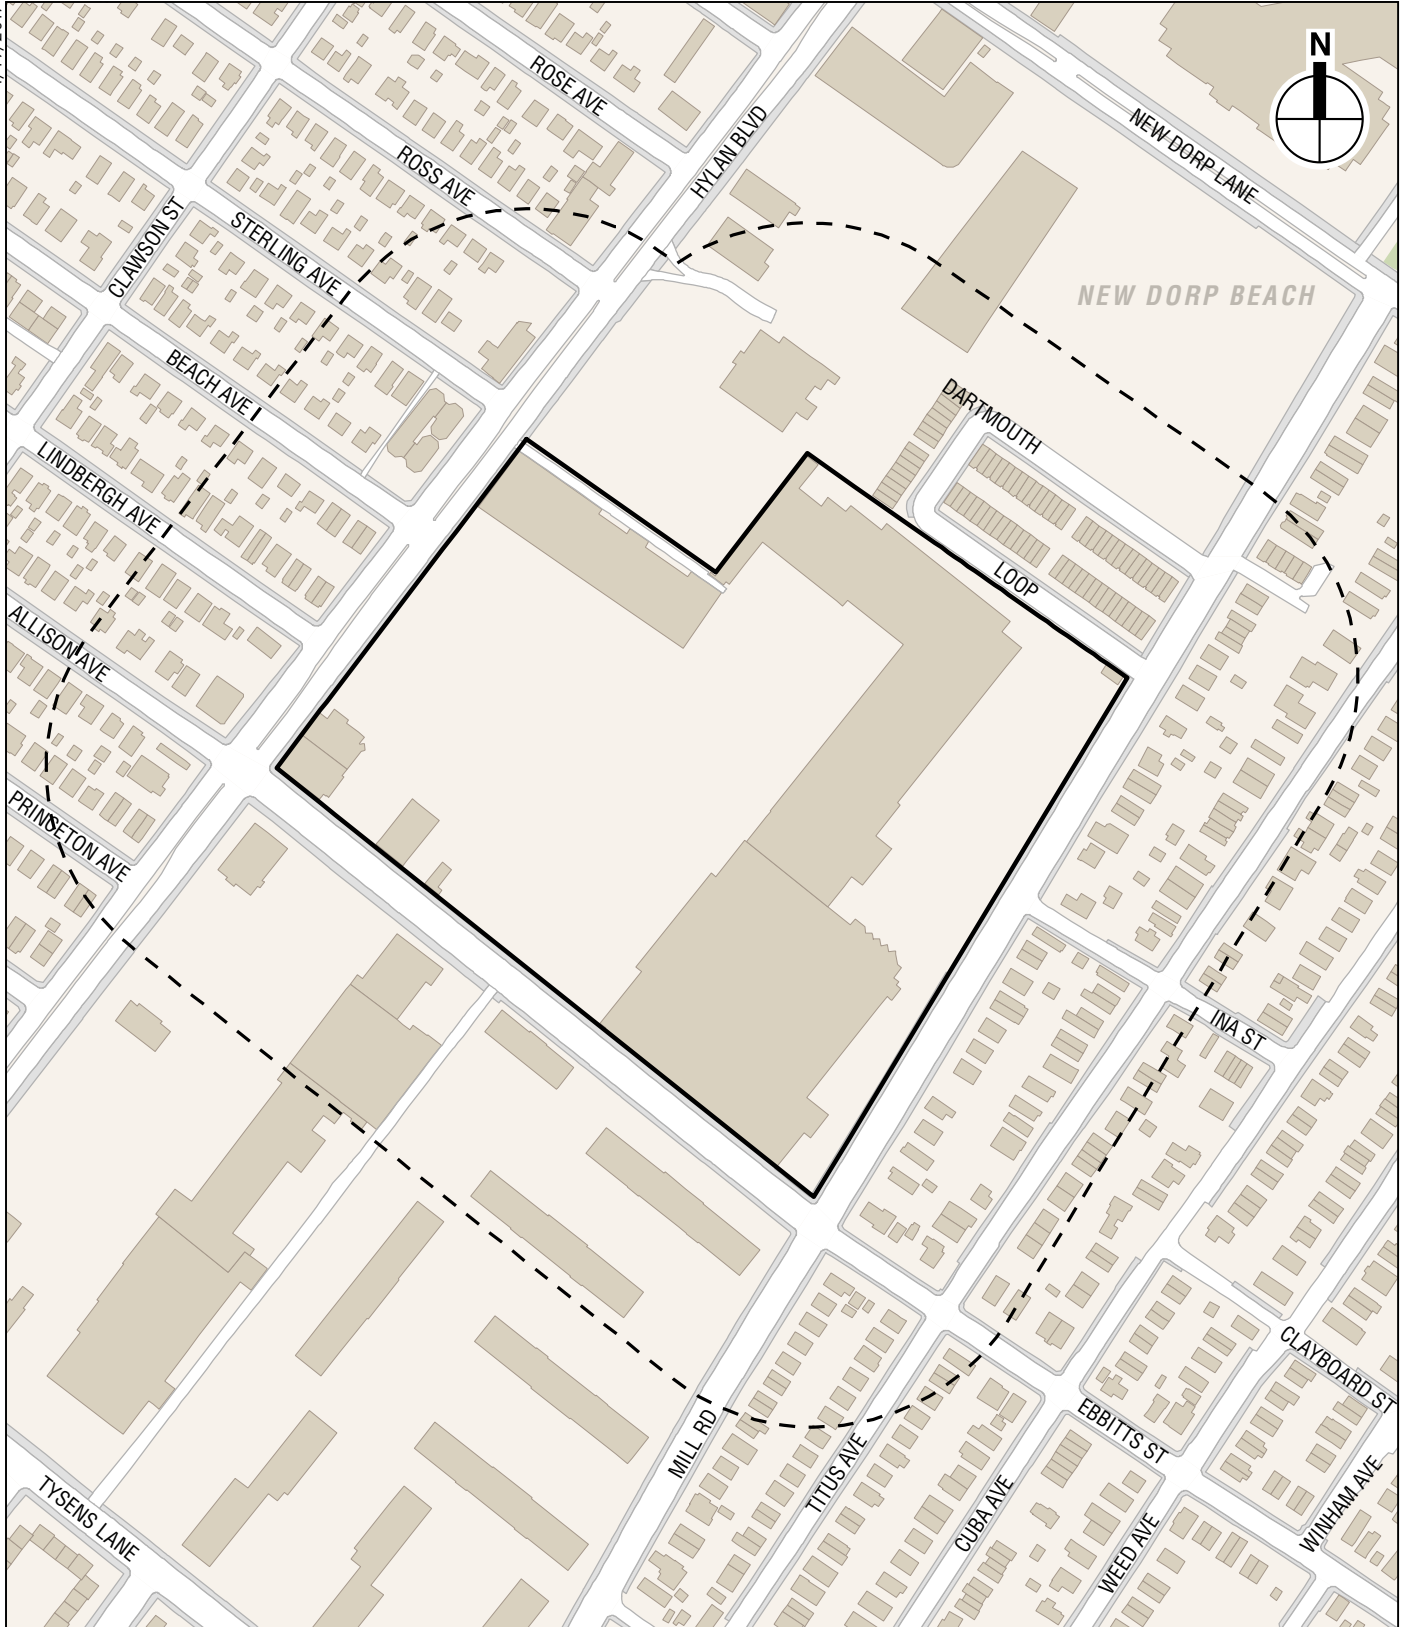 N
ROSE AVE
HYLAN BLVD
NEW DORP LANE
ROSS AVE
CLAWSON ST
STERLING AVE
NEW DORP BEACH
BEACH AVE
DARTMOUTH
LINDBERGH AVE
LOOP
ALLISON AVE
PRINCETON AVE
INA ST
CLAYBOARD ST
MILL RD
EBBITTS ST
TITUS AVE
TYSENS LANE
CUBA AVE
WINHAM AVE
WEED AVE